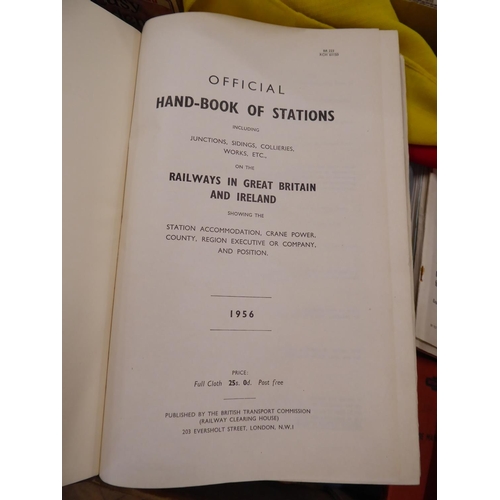 OFFICIAL
HAND-BOOK OF STATIONS
INCLUDING
JUNCTIONS, SIDINGS, COLLIERIES,
WORKS, ETC.,
ON THE
RAILWAYS IN GREAT BRITAIN
AND IRELAND
SHOWING THE
STATION ACCOMMODATION, CRANE POWER,
COUNTY, REGION EXECUTIVE OR COMPANY,
AND POSITION.
1956
PRICE:
Full Cloth 25s. 0d. Post free
PUBLISHED BY THE BRITISH TRANSPORT COMMISSION
(RAILWAY CLEARING HOUSE)
203 EVERSHOLT STREET, LONDON, N.W.1